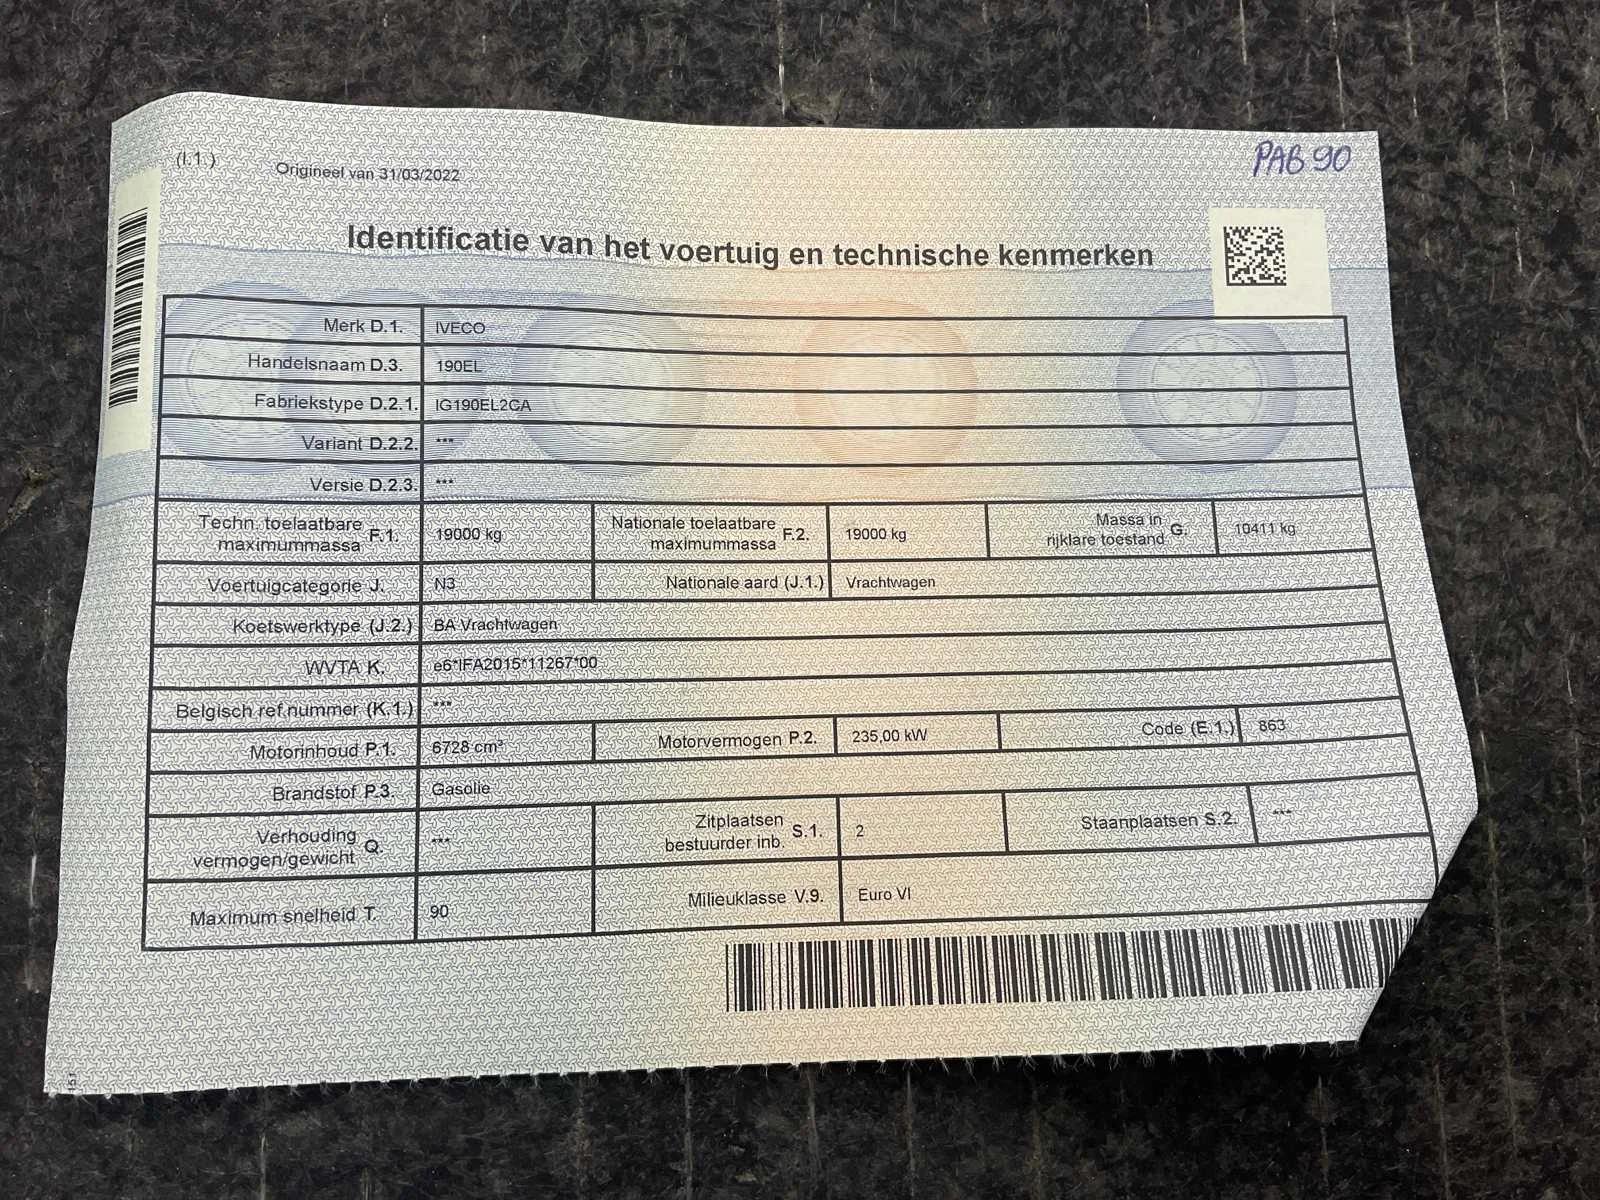 (I.1.)
Origineel van 31/03/2022
PAB 90
Identificatie van het voertuig en technische kenmerken
Merk D.1. IVECO
Handelsnaam D.3. 190EL
Fabriekstype D.2.1. IG190EL2CA
Variant D.2.2. ***
Versie D.2.3. ***
Techn. toelaatbare maximummassa F.1. 19000 kg Nationale toelaatbare maximummassa F.2. 19000 kg Massa in rijklare toestand G. 10411 kg
Voertuigcategorie J. N3 Nationale aard (J.1.) Vrachtwagen
Koetswerktype (J.2.) BA Vrachtwagen
WVTA K. e6*IFA2015*11267*00
Belgisch ref.nummer (K.1.) ***
Motorinhoud P.1. 6728 cm³ Motorvermogen P.2. 235,00 kW Code (E.1.) 863
Brandstof P.3. Gasolie
Verhouding vermogen/gewicht Q. *** Zitplaatsen bestuurder inb. S.1. 2 Staanplaatsen S.2. ***
Maximum snelheid T. 90 Milieuklasse V.9. Euro VI
151